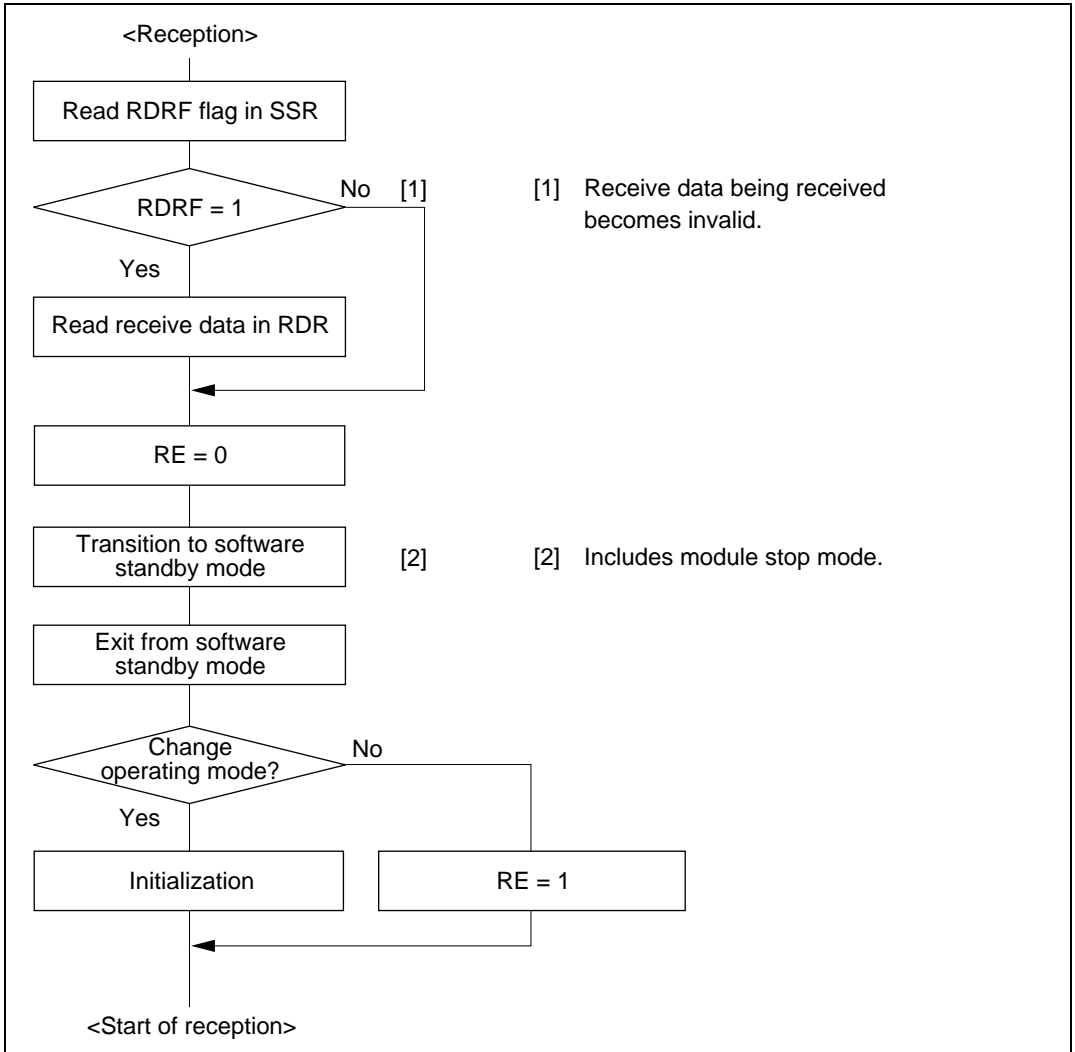 <Reception>
Read RDRF flag in SSR
RDRF = 1
No [1]
[1] Receive data being received
becomes invalid.
Yes
Read receive data in RDR
RE = 0
Transition to software
standby mode
[2]
[2] Includes module stop mode.
Exit from software
standby mode
Change
operating mode?
No
Yes
Initialization
RE = 1
<Start of reception>